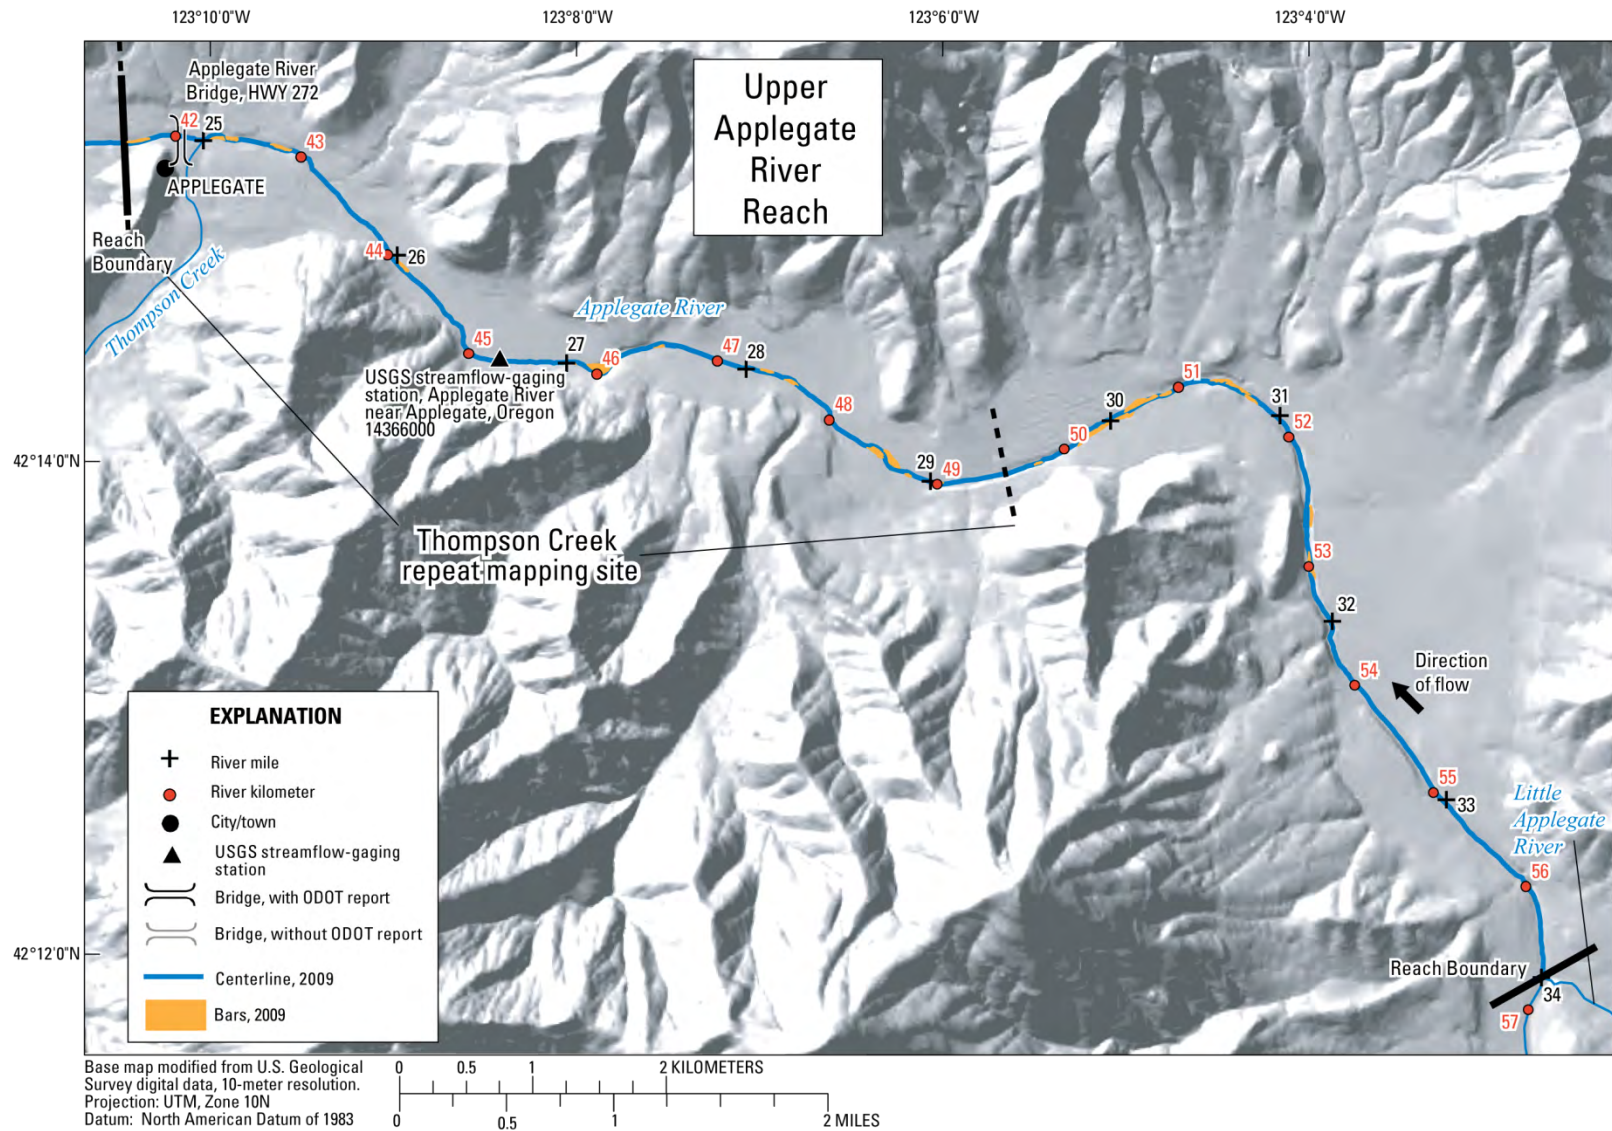 123°10'0"W
123°8'0"W
123°6'0"W
123°4'0"W
Upper
Applegate
River
Reach
Applegate River
Bridge, HWY 272
42
25
43
APPLEGATE
Reach
Boundary
Thompson Creek
44
26
Applegate River
45
27
46
47
28
USGS streamflow-gaging
station, Applegate River
near Applegate, Oregon
14366000
48
29
49
50
30
51
31
52
42°14'0"N
Thompson Creek
repeat mapping site
53
32
54
Direction
of flow
55
33
Little
Applegate
River
56
42°12'0"N
Reach Boundary
34
57
EXPLANATION
River mile
River kilometer
City/town
USGS streamflow-gaging
station
Bridge, with ODOT report
Bridge, without ODOT report
Centerline, 2009
Bars, 2009
Base map modified from U.S. Geological
Survey digital data, 10-meter resolution.
Projection: UTM, Zone 10N
Datum: North American Datum of 1983
0 0.5 1 2 KILOMETERS
0 0.5 1 2 MILES